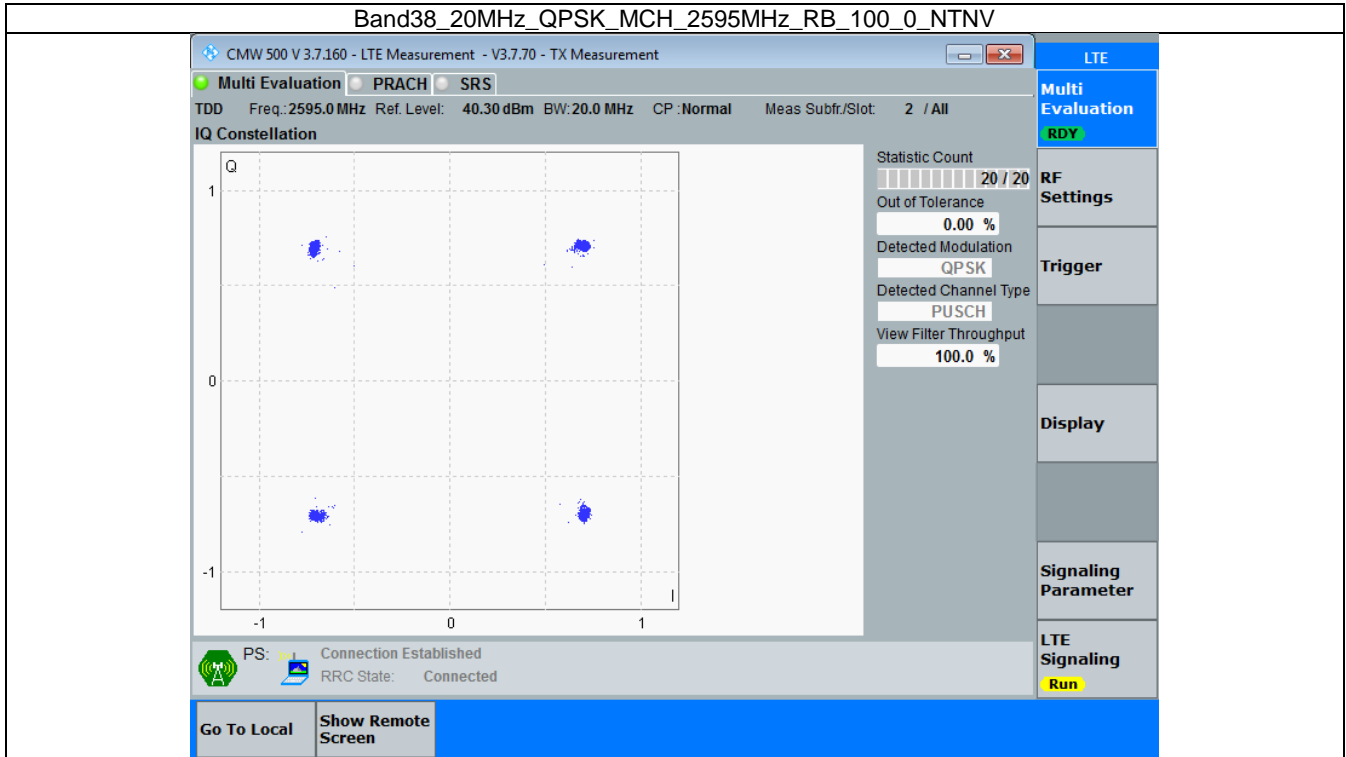 Band38_20MHz_QPSK_MCH_2595MHz_RB_100_0_NTNV
CMW 500 V 3.7.160 - LTE Measurement - V3.7.70 - TX Measurement
LTE
Multi Evaluation PRACH SRS
TDD Freq.:2595.0 MHz Ref. Level: 40.30 dBm BW:20.0 MHz CP :Normal Meas Subfr./Slot: 2 / All
IQ Constellation
Q
1
0
-1
I
-1 0 1
Statistic Count
20 / 20
Out of Tolerance
0.00 %
Detected Modulation
QPSK
Detected Channel Type
PUSCH
View Filter Throughput
100.0 %
Multi
Evaluation
RDY
RF
Settings
Trigger
Display
Signaling
Parameter
LTE
Signaling
Run
PS: Connection Established
RRC State: Connected
Go To Local
Show Remote
Screen